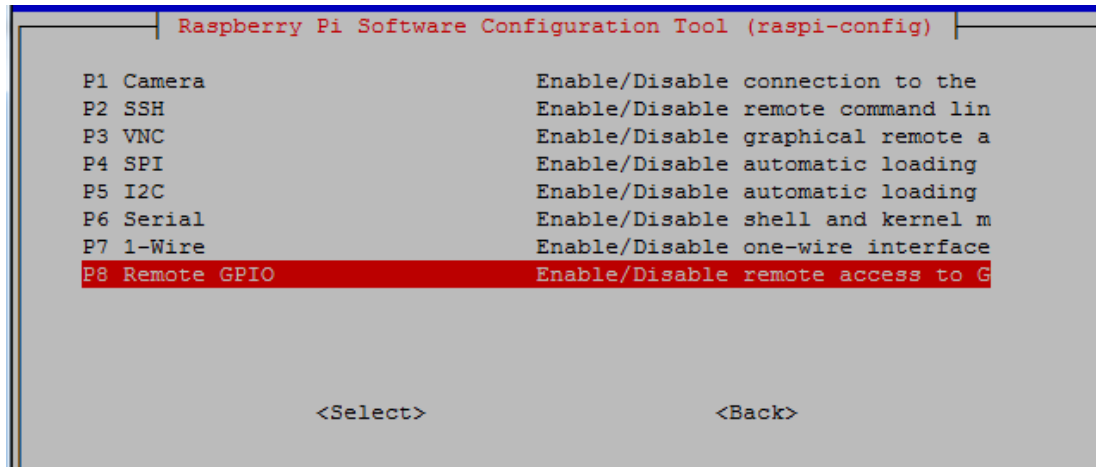 Raspberry Pi Software Configuration Tool (raspi-config)
P1 Camera Enable/Disable connection to the
P2 SSH Enable/Disable remote command lin
P3 VNC Enable/Disable graphical remote a
P4 SPI Enable/Disable automatic loading
P5 I2C Enable/Disable automatic loading
P6 Serial Enable/Disable shell and kernel m
P7 1-Wire Enable/Disable one-wire interface
P8 Remote GPIO Enable/Disable remote access to G
<Select> <Back>